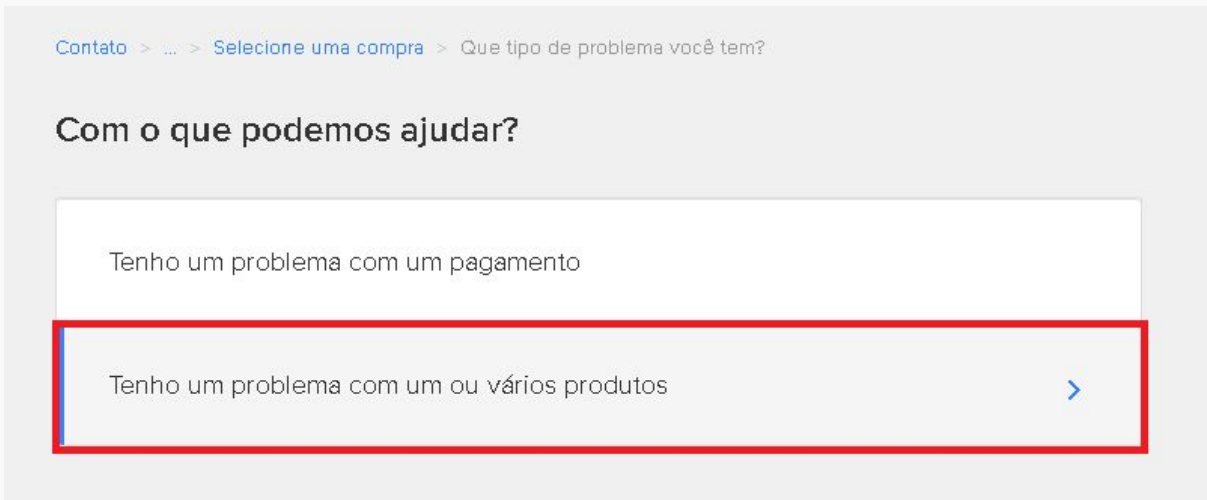 Contato > ... > Selecione uma compra > Que tipo de problema você tem?
Com o que podemos ajudar?
Tenho um problema com um pagamento
Tenho um problema com um ou vários produtos